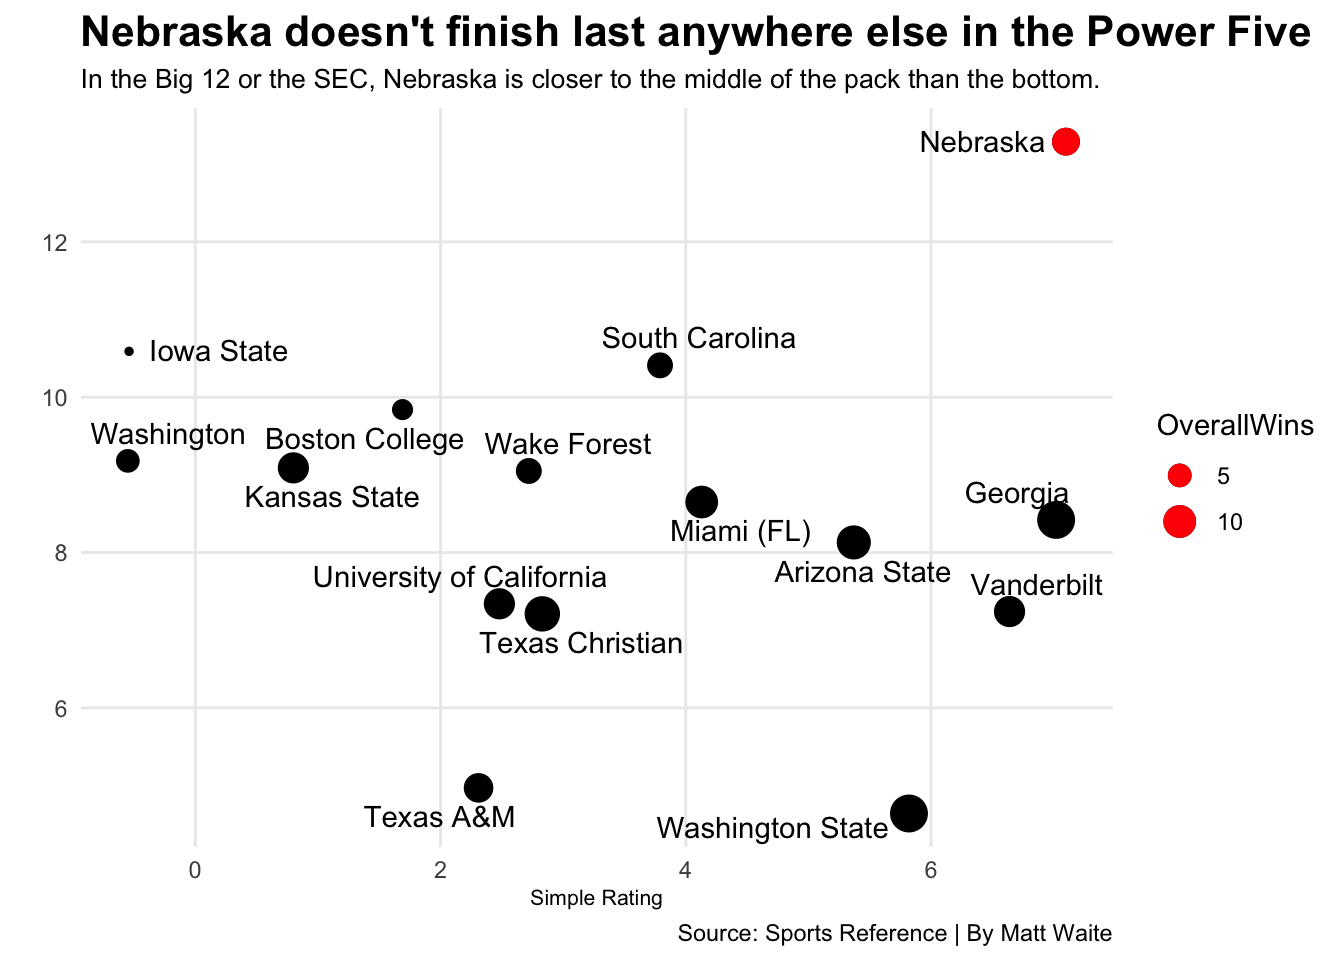 Nebraska doesn't finish last anywhere else in the Power Five
In the Big 12 or the SEC, Nebraska is closer to the middle of the pack than the bottom.
Nebraska
12
South Carolina
Iowa State
10
Washington
Boston College
Wake Forest
Kansas State
Georgia
Miami (FL)
8
Arizona State
University of California
Vanderbilt
Texas Christian
6
Texas A&M
Washington State
0
2
4
6
Simple Rating
OverallWins
5
10
Source: Sports Reference | By Matt Waite